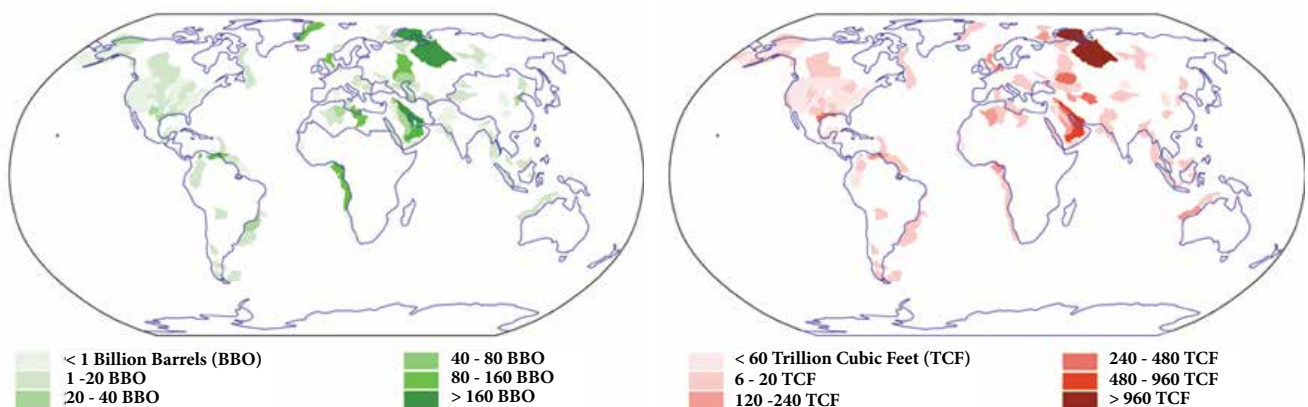 < 1 Billion Barrels (BBO)
1 -20 BBO
20 - 40 BBO
40 - 80 BBO
80 - 160 BBO
> 160 BBO
< 60 Trillion Cubic Feet (TCF)
6 - 20 TCF
120 -240 TCF
240 - 480 TCF
480 - 960 TCF
> 960 TCF